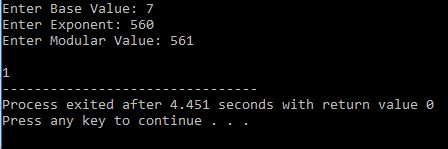 Enter Base Value: 7
Enter Exponent: 560
Enter Modular Value: 561
1
--------------------------------
Process exited after 4.451 seconds with return value 0
Press any key to continue . . .